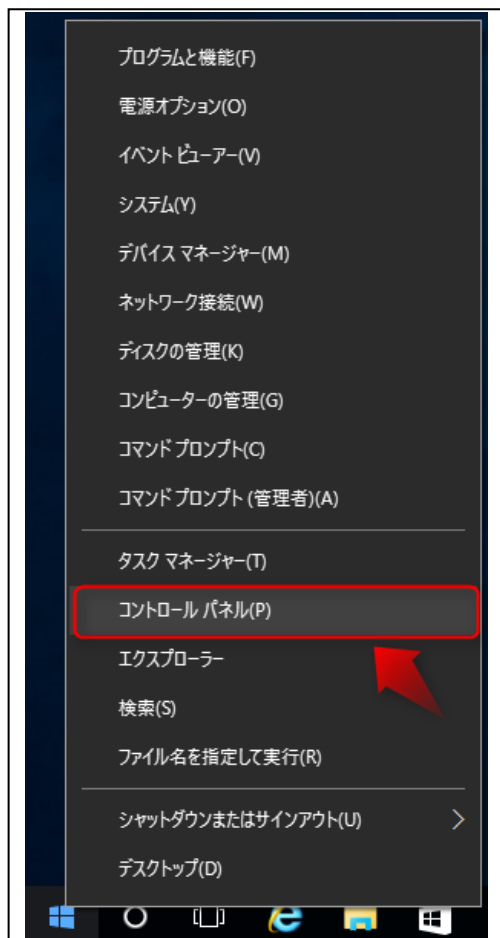 プログラムと機能(F)
電源オプション(O)
イベント ビューアー(V)
システム(Y)
デバイス マネージャー(M)
ネットワーク接続(W)
ディスクの管理(K)
コンピューターの管理(G)
コマンド プロンプト(C)
コマンド プロンプト (管理者)(A)
タスク マネージャー(T)
コントロール パネル(P)
エクスプローラー
検索(S)
ファイル名を指定して実行(R)
シャットダウンまたはサインアウト(U)
デスクトップ(D)